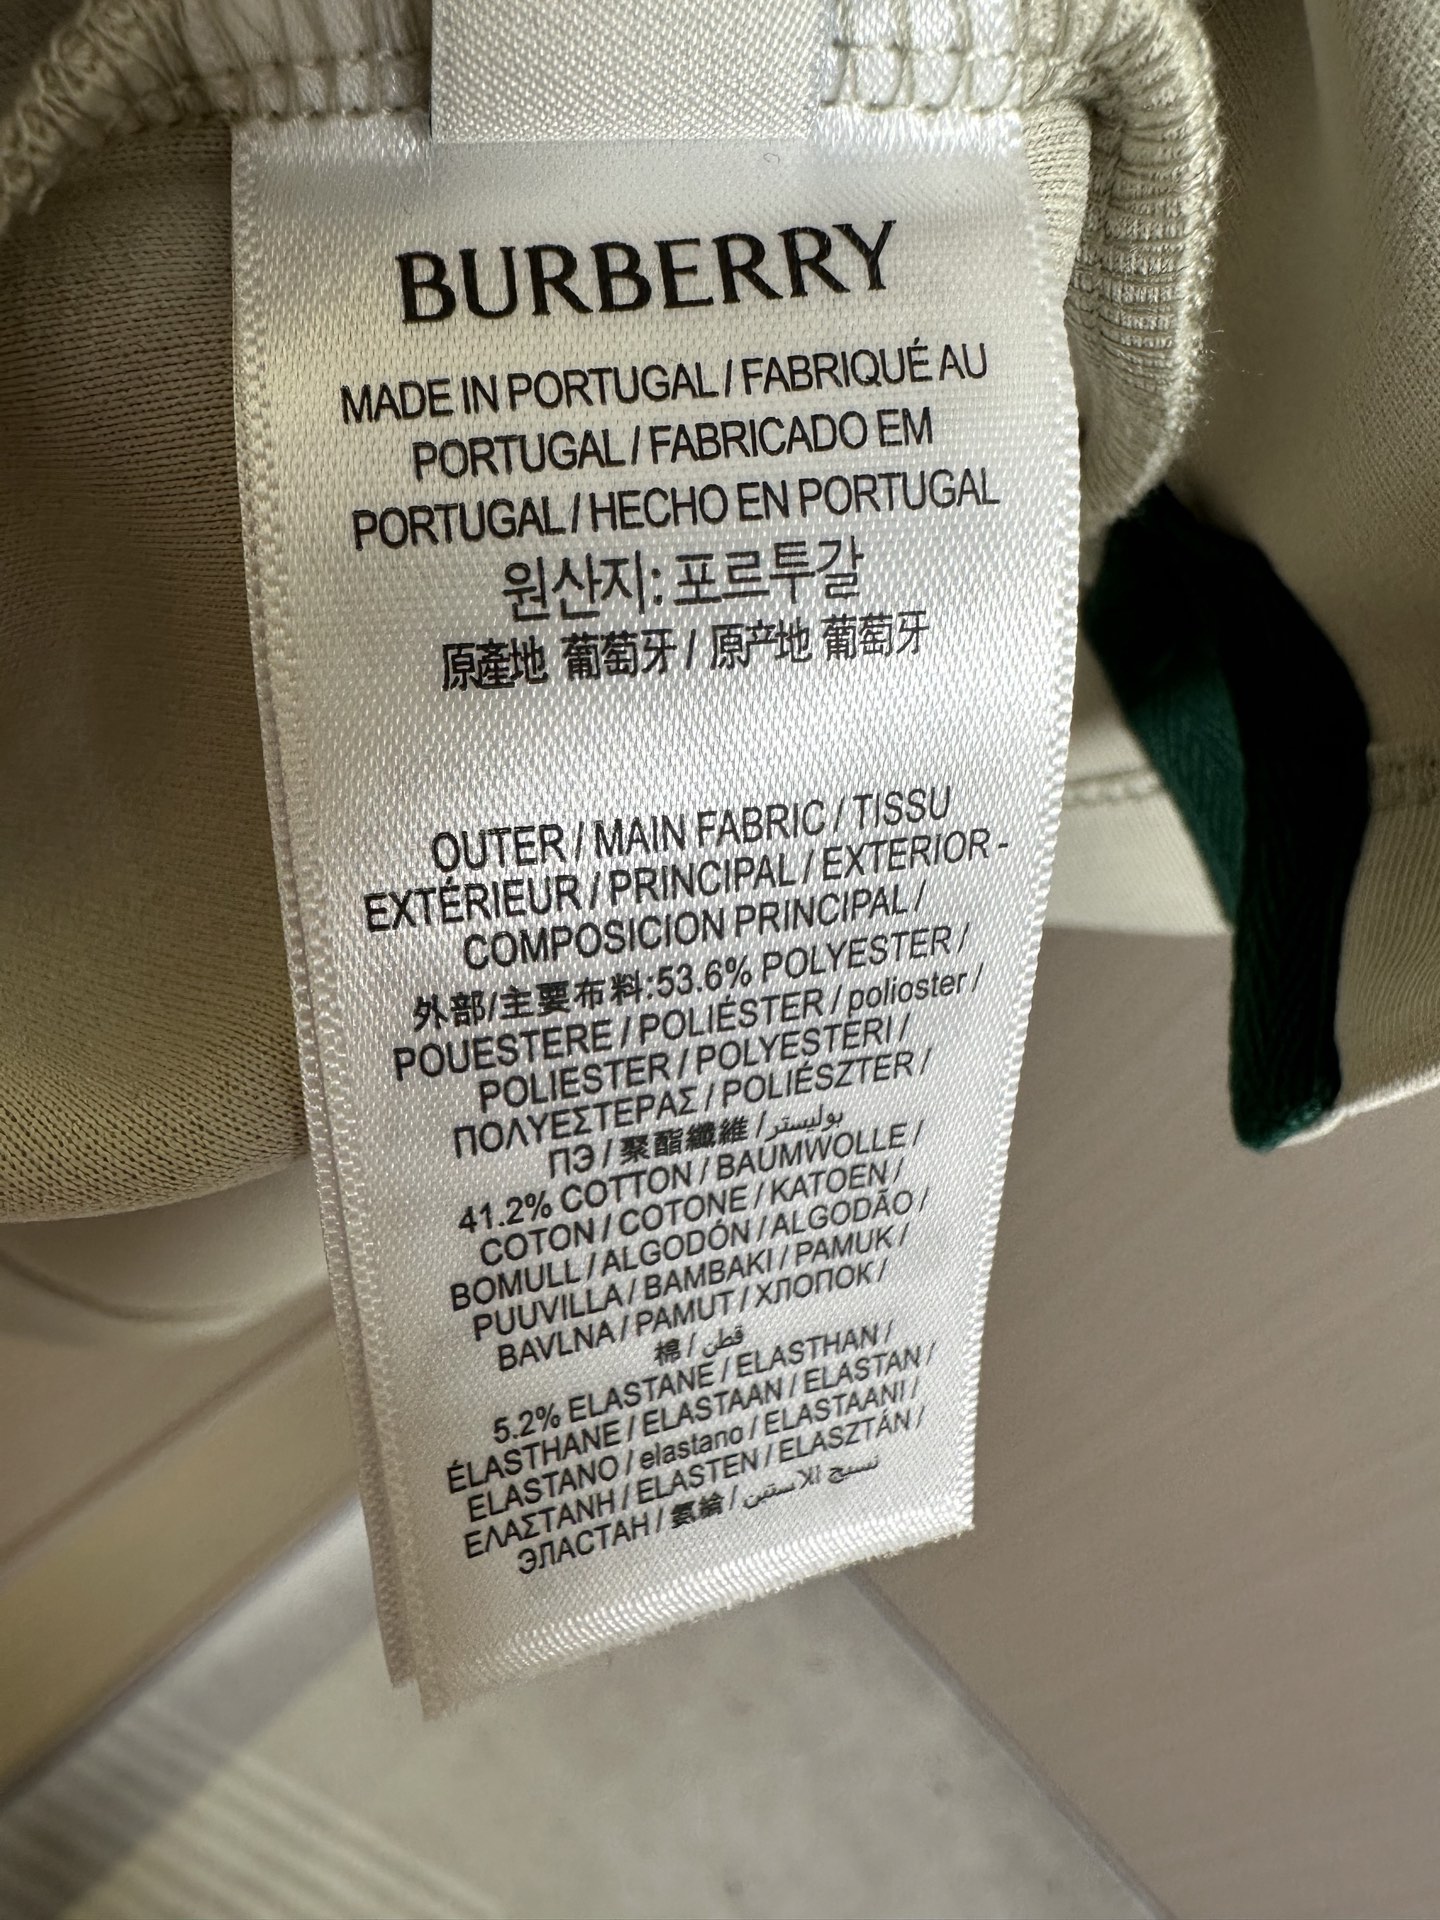 BURBERRY
MADE IN PORTUGAL / FABRIQUÉ AU
PORTUGAL / FABRICADO EM
PORTUGAL / HECHO EN PORTUGAL
원산지: 포르투갈
原產地 葡萄牙 / 原产地 葡萄牙
OUTER / MAIN FABRIC / TISSU
EXTÉRIEUR / PRINCIPAL / EXTERIOR -
COMPOSICION PRINCIPAL /
外部/主要布料:53.6% POLYESTER /
POUESTERE / POLIÉSTER / polioster /
POLIESTER / POLYESTERI /
ΠΟΛΥΕΣΤΕΡΑΣ / POLIÉSZTER /
ПЭ / 聚酯纖維 / بوليستر
41.2% COTTON / BAUMWOLLE /
COTON / COTONE / KATOEN /
BOMULL / ALGODÓN / ALGODÃO /
PUUVILLA / BAMBAKI / PAMUK /
BAVLNA / PAMUT / ХЛОПОК /
棉 / قطن
5.2% ELASTANE / ELASTHAN /
ÉLASTHANE / ELASTAAN / ELASTAN /
ELASTANO / elastano / ELASTAANI /
ΕΛΑΣΤΑΝΗ / ELASTEN / ELASZTÁN /
ЭЛАСТАН / 氨綸 / نسيج الاستين